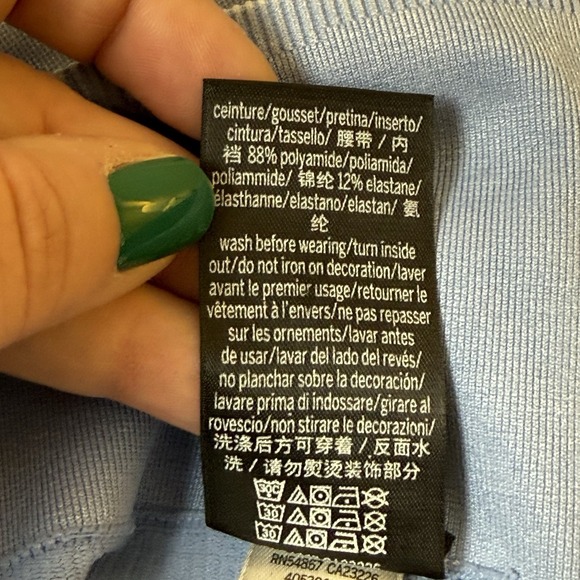 ceinture/gousset/pretina/inserto/
cintura/tassello/ 腰带 / 内
裆 88% polyamide/poliamida/
poliammide/ 锦纶 12% elastane/
élasthanne/elastano/elastan/ 氨
纶
wash before wearing/turn inside
out/do not iron on decoration/laver
avant le premier usage/retourner le
vêtement à l'envers/ne pas repasser
sur les ornements/lavar antes
de usar/lavar del lado del revés/
no planchar sobre la decoración/
lavare prima di indossare/girare al
rovescio/non stirare le decorazioni/
洗涤后方可穿着 / 反面水
洗 / 请勿熨烫装饰部分
30
30
RN54867 CA23226